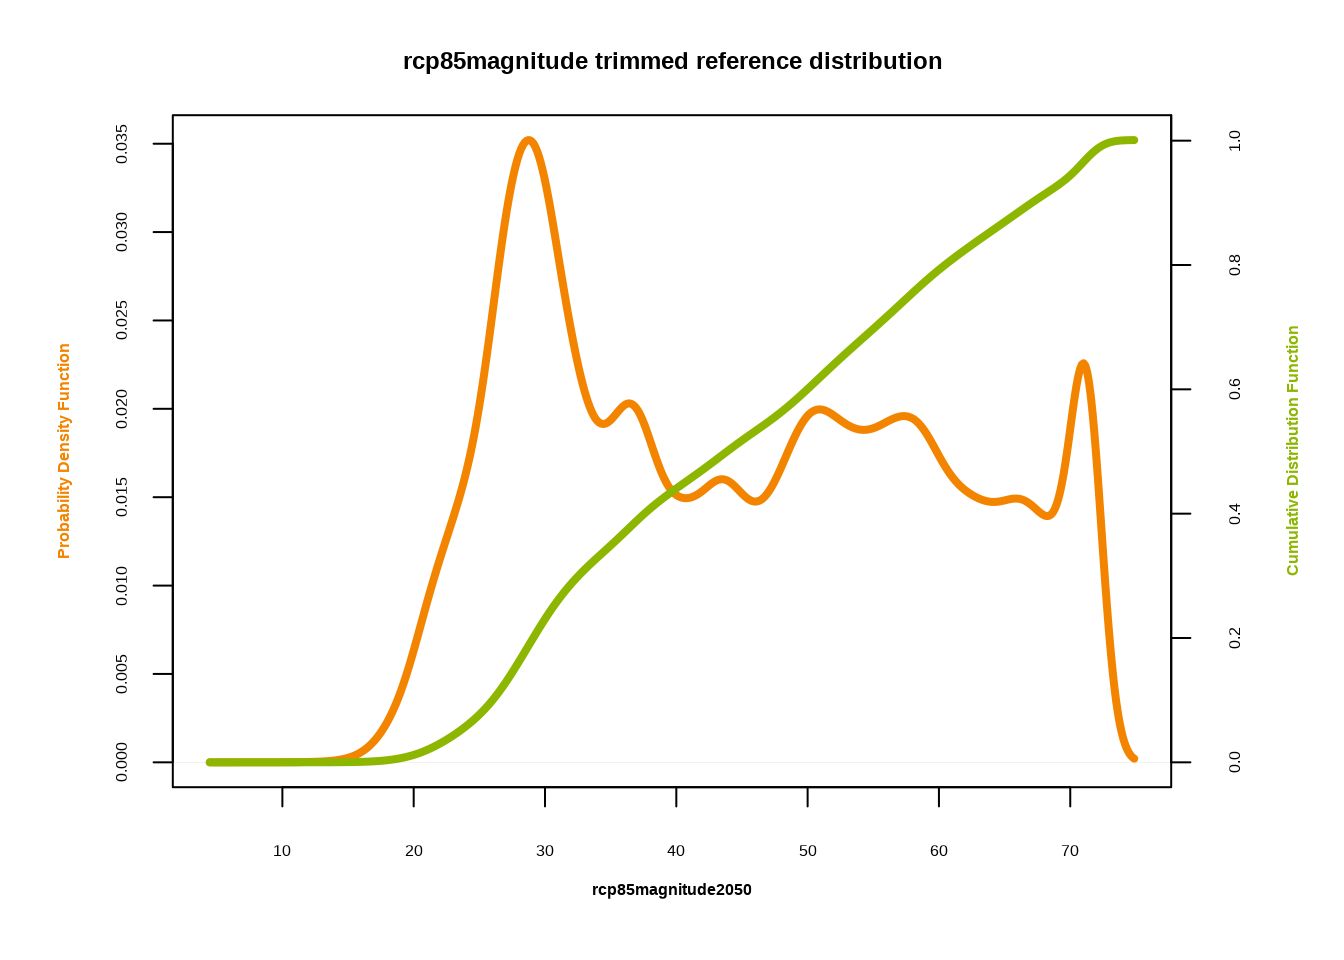 rcp85magnitude trimmed reference distribution
Probability Density Function
0.000
0.005
0.010
0.015
0.020
0.025
0.030
0.035
0.0
0.2
0.4
0.6
0.8
1.0
Cumulative Distribution Function
10 20 30 40 50 60 70
rcp85magnitude2050